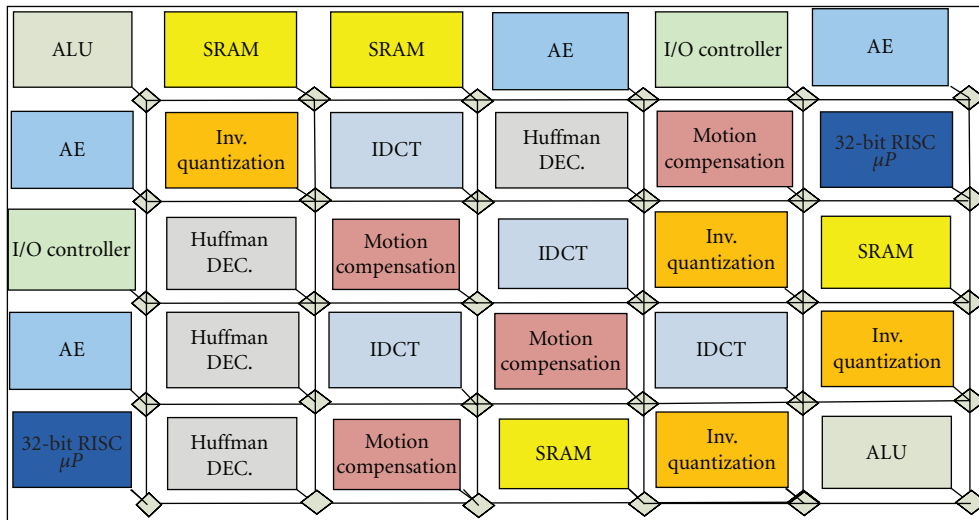 ALU
SRAM
SRAM
AE
I/O controller
AE
AE
Inv.
quantization
IDCT
Huffman
DEC.
Motion
compensation
32-bit RISC
μP
I/O controller
Huffman
DEC.
Motion
compensation
IDCT
Inv.
quantization
SRAM
AE
Huffman
DEC.
IDCT
Motion
compensation
IDCT
Inv.
quantization
32-bit RISC
μP
Huffman
DEC.
Motion
compensation
SRAM
Inv.
quantization
ALU